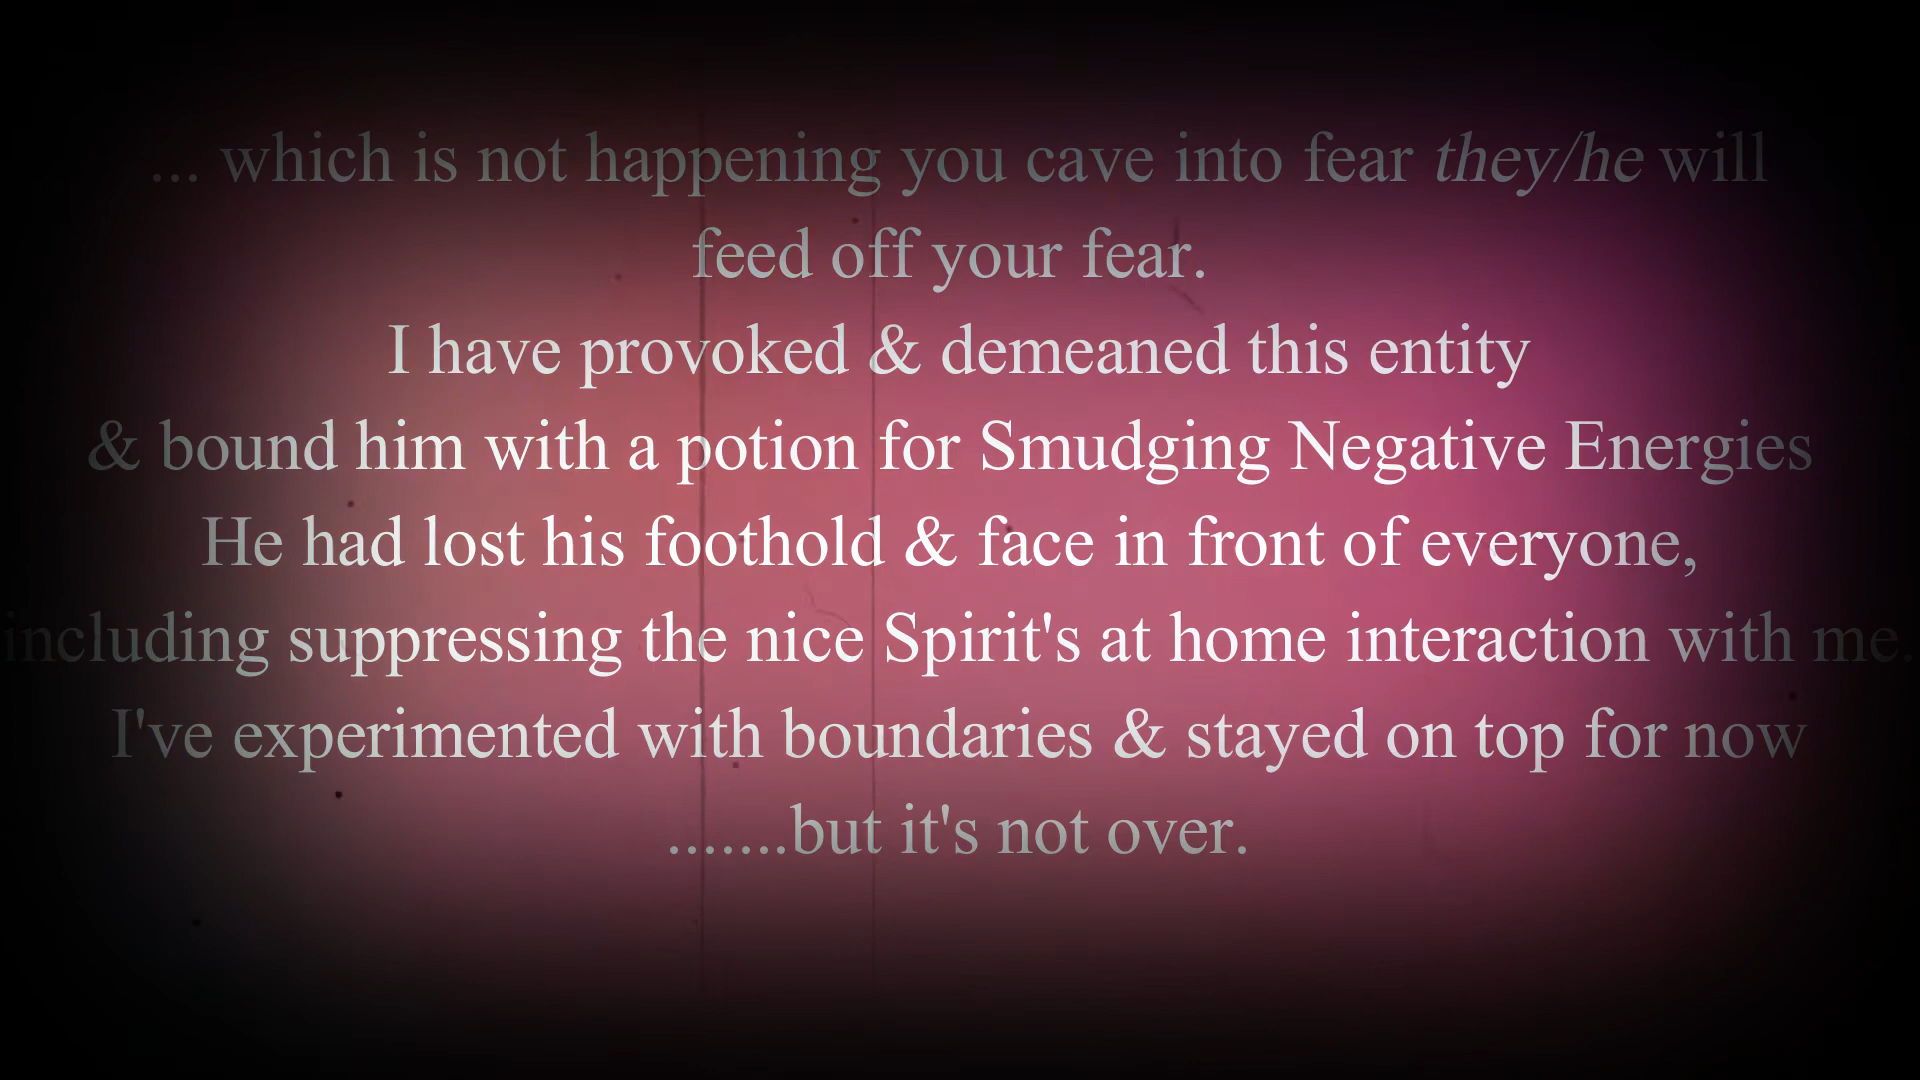 ... which is not happening you cave into fear they/he will
feed off your fear.
I have provoked & demeaned this entity
& bound him with a potion for Smudging Negative Energies
He had lost his foothold & face in front of everyone,
including suppressing the nice Spirit's at home interaction with me.
I've experimented with boundaries & stayed on top for now
.......but it's not over.